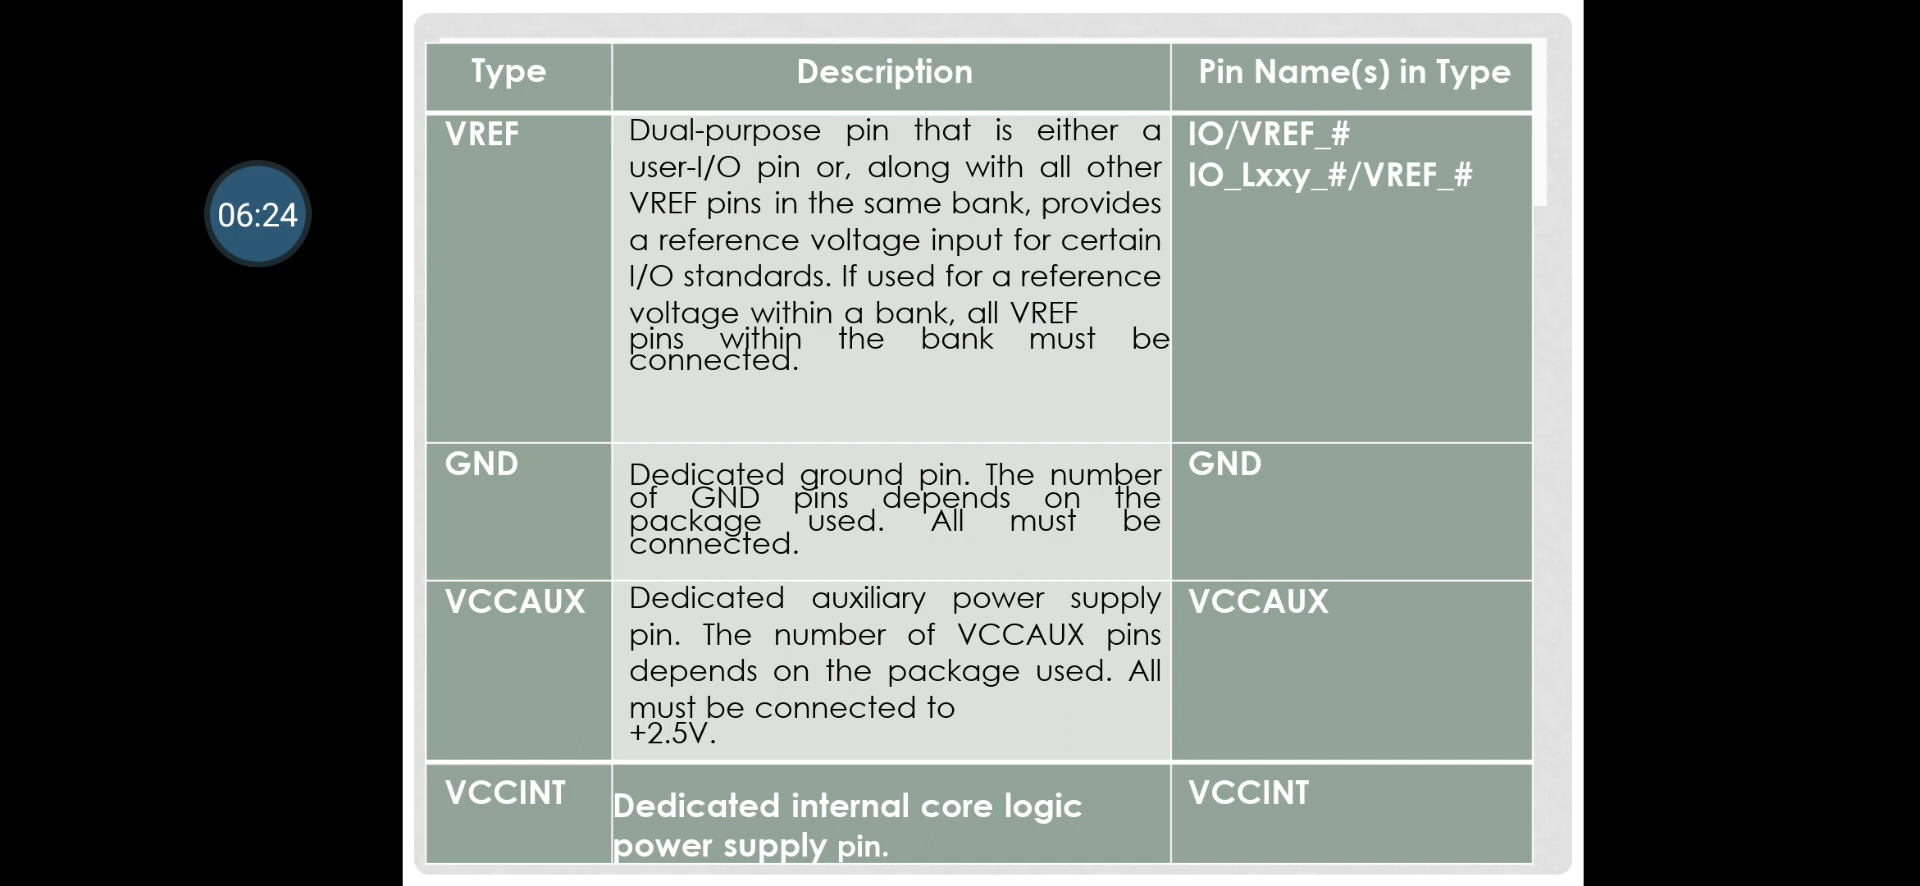 06:24
Type
Description
Pin Name(s) in Type
VREF
Dual-purpose pin that is either a
user-I/O pin or, along with all other
VREF pins in the same bank, provides
a reference voltage input for certain
I/O standards. If used for a reference
voltage within a bank, all VREF
pins within the bank must be
connected.
IO/VREF_#
IO_Lxxy_#/VREF_#
GND
Dedicated ground pin. The number
of GND pins depends on the
package used. All must be
connected.
GND
VCCAUX
Dedicated auxiliary power supply
pin. The number of VCCAUX pins
depends on the package used. All
must be connected to
+2.5V.
VCCAUX
VCCINT
Dedicated internal core logic
power supply pin.
VCCINT